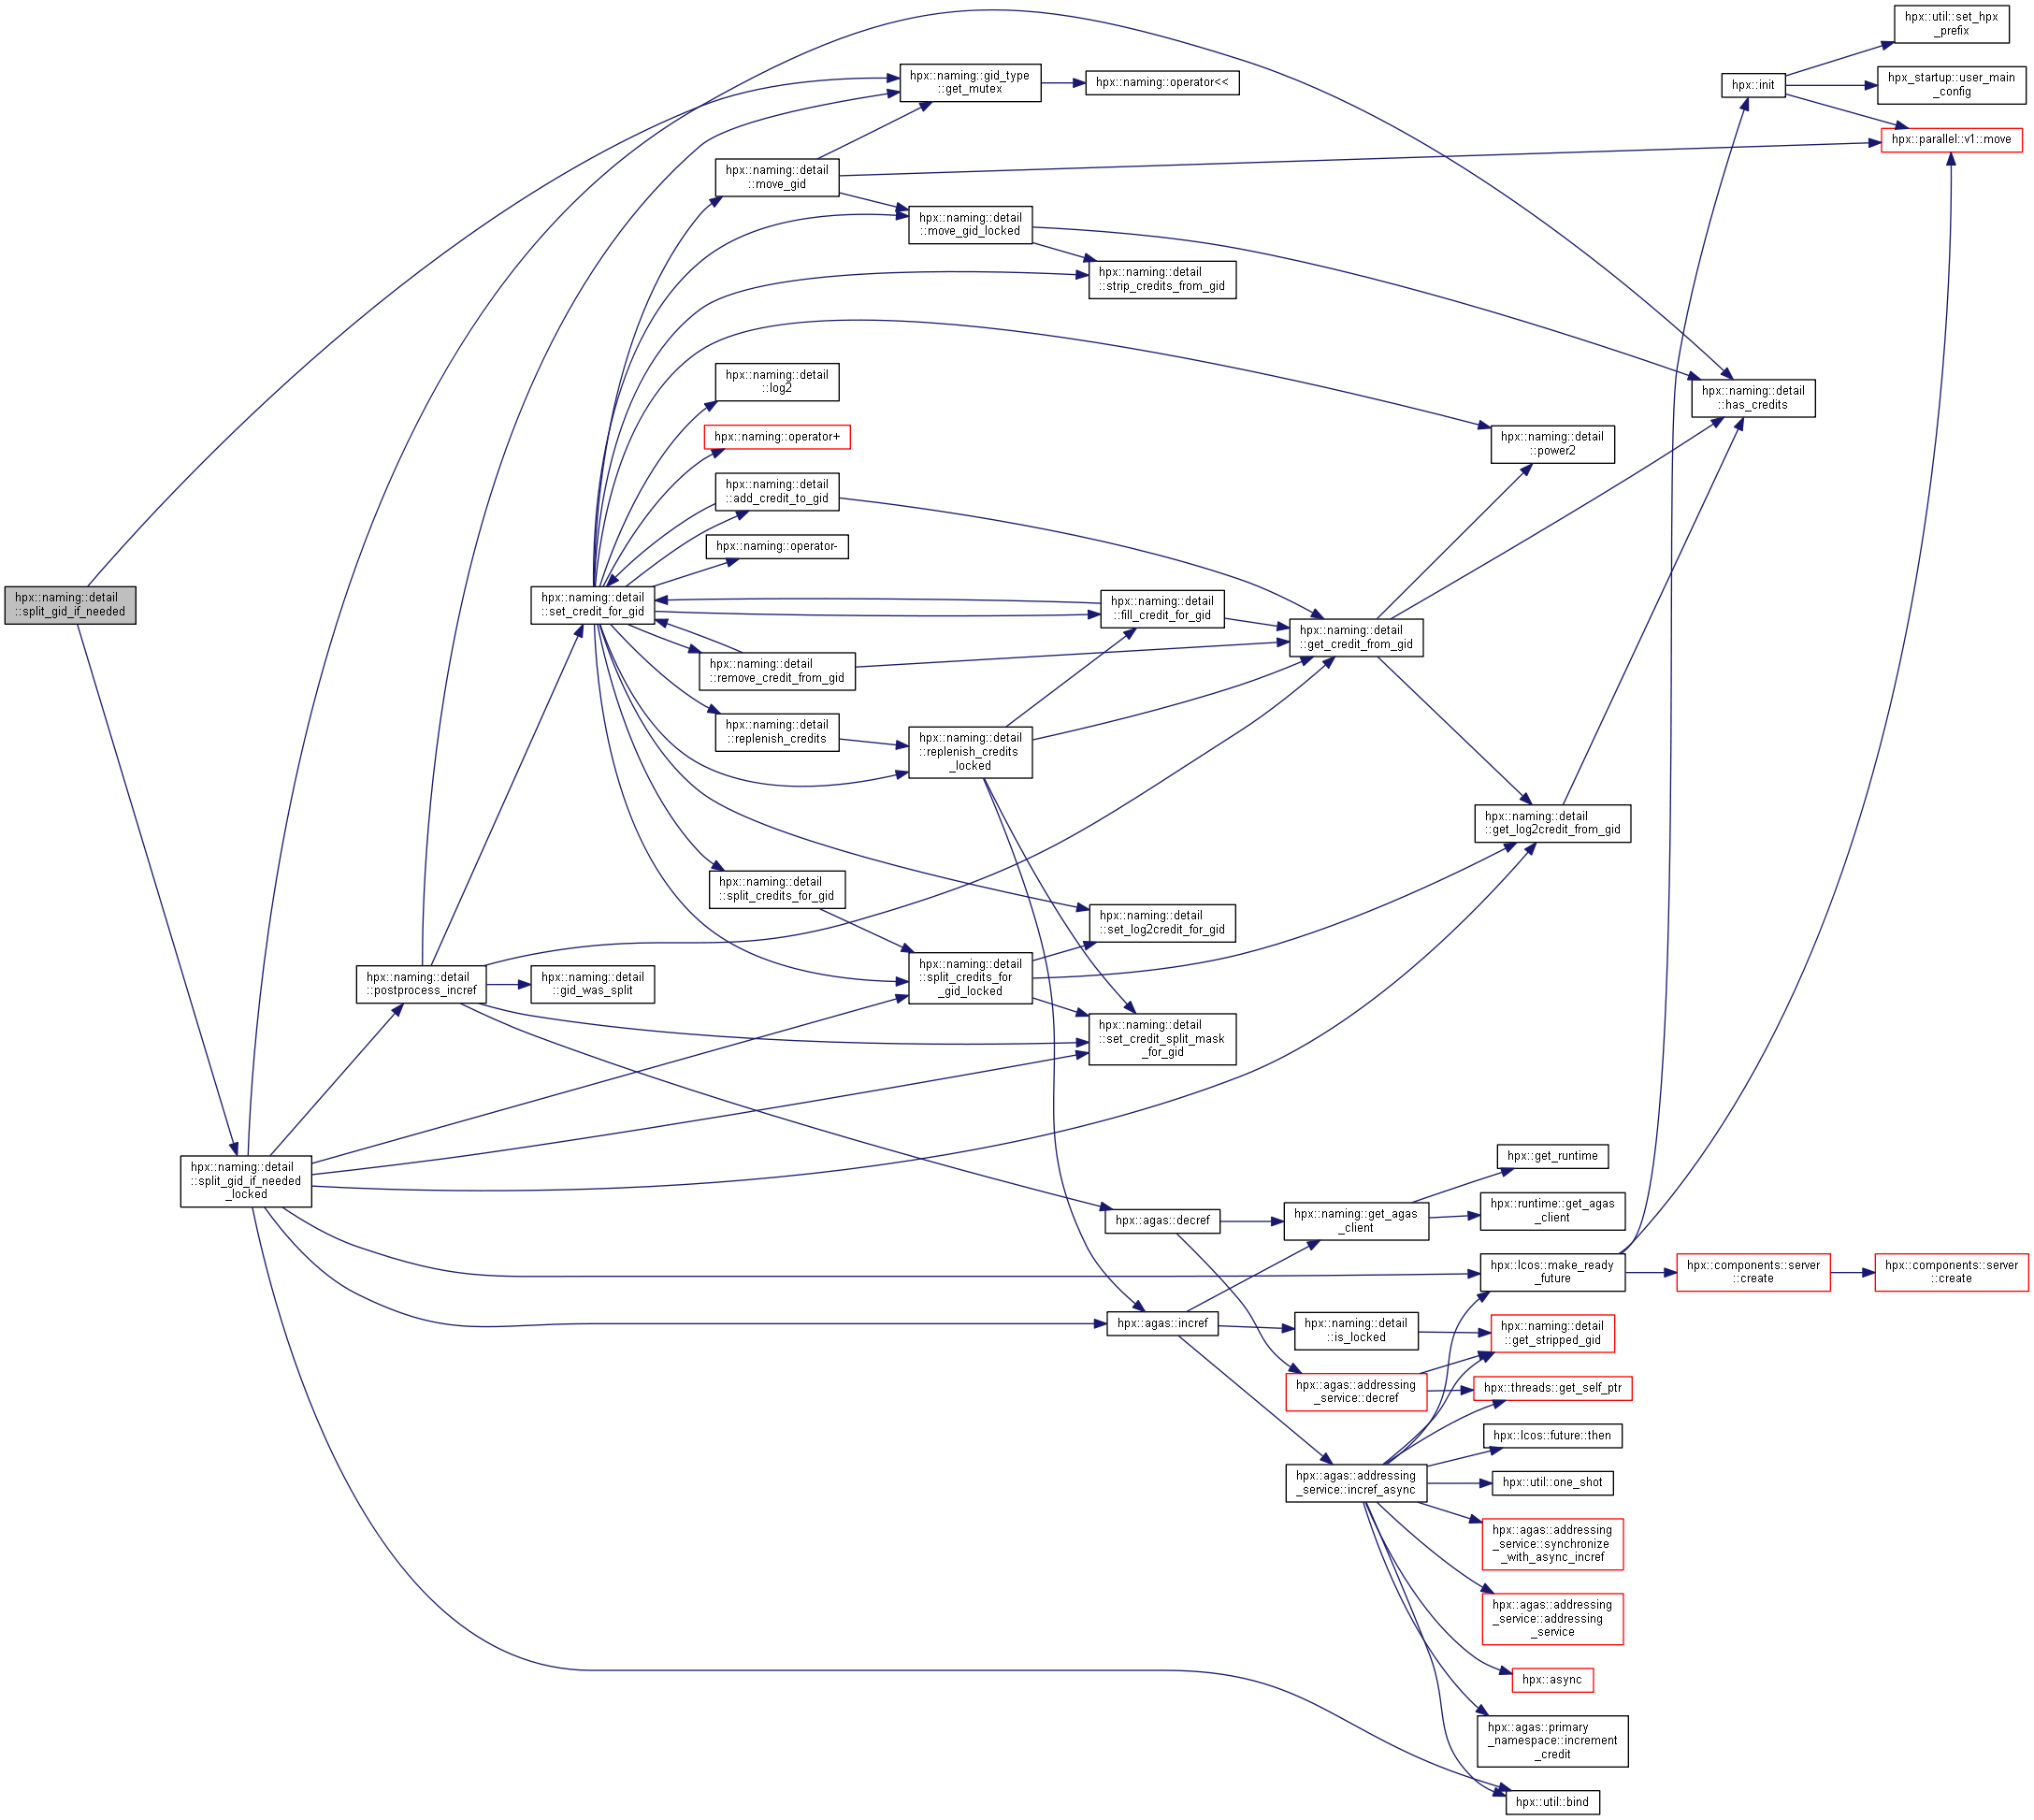 hpx::naming::detail
::split_gid_if_needed
hpx::naming::detail
::split_gid_if_needed
_locked
hpx::naming::detail
::postprocess_incref
hpx::naming::detail
::gid_was_split
hpx::naming::detail
::set_credit_for_gid
hpx::naming::gid_type
::get_mutex
hpx::naming::operator<<
hpx::naming::detail
::move_gid
hpx::naming::detail
::move_gid_locked
hpx::naming::detail
::strip_credits_from_gid
hpx::naming::detail
::log2
hpx::naming::operator+
hpx::naming::detail
::add_credit_to_gid
hpx::naming::operator-
hpx::naming::detail
::fill_credit_for_gid
hpx::naming::detail
::remove_credit_from_gid
hpx::naming::detail
::replenish_credits
hpx::naming::detail
::replenish_credits
_locked
hpx::naming::detail
::split_credits_for_gid
hpx::naming::detail
::split_credits_for
_gid_locked
hpx::naming::detail
::set_log2credit_for_gid
hpx::naming::detail
::set_credit_split_mask
_for_gid
hpx::naming::detail
::get_credit_from_gid
hpx::naming::detail
::power2
hpx::naming::detail
::get_log2credit_from_gid
hpx::naming::detail
::has_credits
hpx::init
hpx::util::set_hpx
_prefix
hpx_startup::user_main
_config
hpx::parallel::v1::move
hpx::agas::decref
hpx::agas::incref
hpx::naming::get_agas
_client
hpx::get_runtime
hpx::runtime::get_agas
_client
hpx::naming::detail
::is_locked
hpx::agas::addressing
_service::decref
hpx::agas::addressing
_service::incref_async
hpx::lcos::make_ready
_future
hpx::components::server
::create
hpx::components::server
::create
hpx::naming::detail
::get_stripped_gid
hpx::threads::get_self_ptr
hpx::lcos::future::then
hpx::util::one_shot
hpx::agas::addressing
_service::synchronize
_with_async_incref
hpx::agas::addressing
_service::addressing
_service
hpx::async
hpx::agas::primary
_namespace::increment
_credit
hpx::util::bind